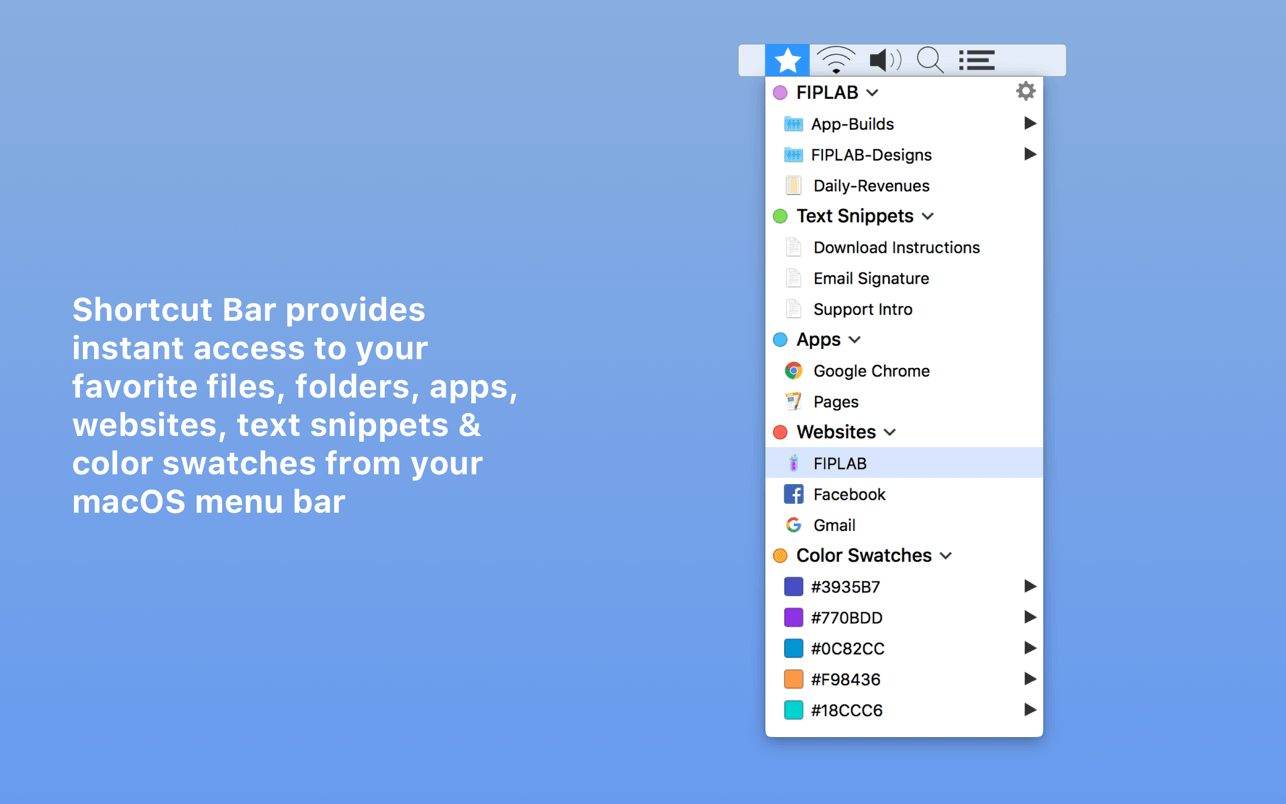 Shortcut Bar provides
instant access to your
favorite files, folders, apps,
websites, text snippets &
color swatches from your
macOS menu bar
FIPLAB
App-Builds
FIPLAB-Designs
Daily-Revenues
Text Snippets
Download Instructions
Email Signature
Support Intro
Apps
Google Chrome
Pages
Websites
FIPLAB
Facebook
Gmail
Color Swatches
#3935B7
#770BDD
#0C82CC
#F98436
#18CCC6